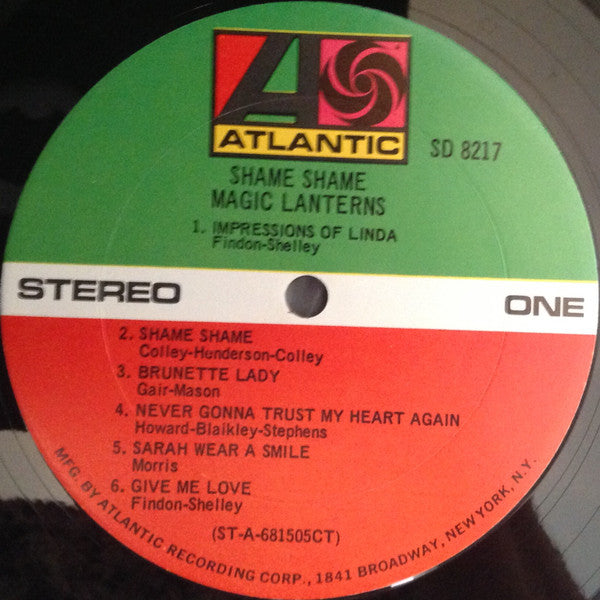 ATLANTIC
SD 8217
SHAME SHAME
MAGIC LANTERNS
1. IMPRESSIONS OF LINDA
Findon-Shelley
STEREO
ONE
2. SHAME SHAME
Colley-Henderson-Colley
3. BRUNETTE LADY
Gair-Mason
4. NEVER GONNA TRUST MY HEART AGAIN
Howard-Blaikley-Stephens
5. SARAH WEAR A SMILE
Morris
6. GIVE ME LOVE
Findon-Shelley
(ST-A-681505CT)
MFG. BY ATLANTIC RECORDING CORP., 1841 BROADWAY, NEW YORK, N.Y.